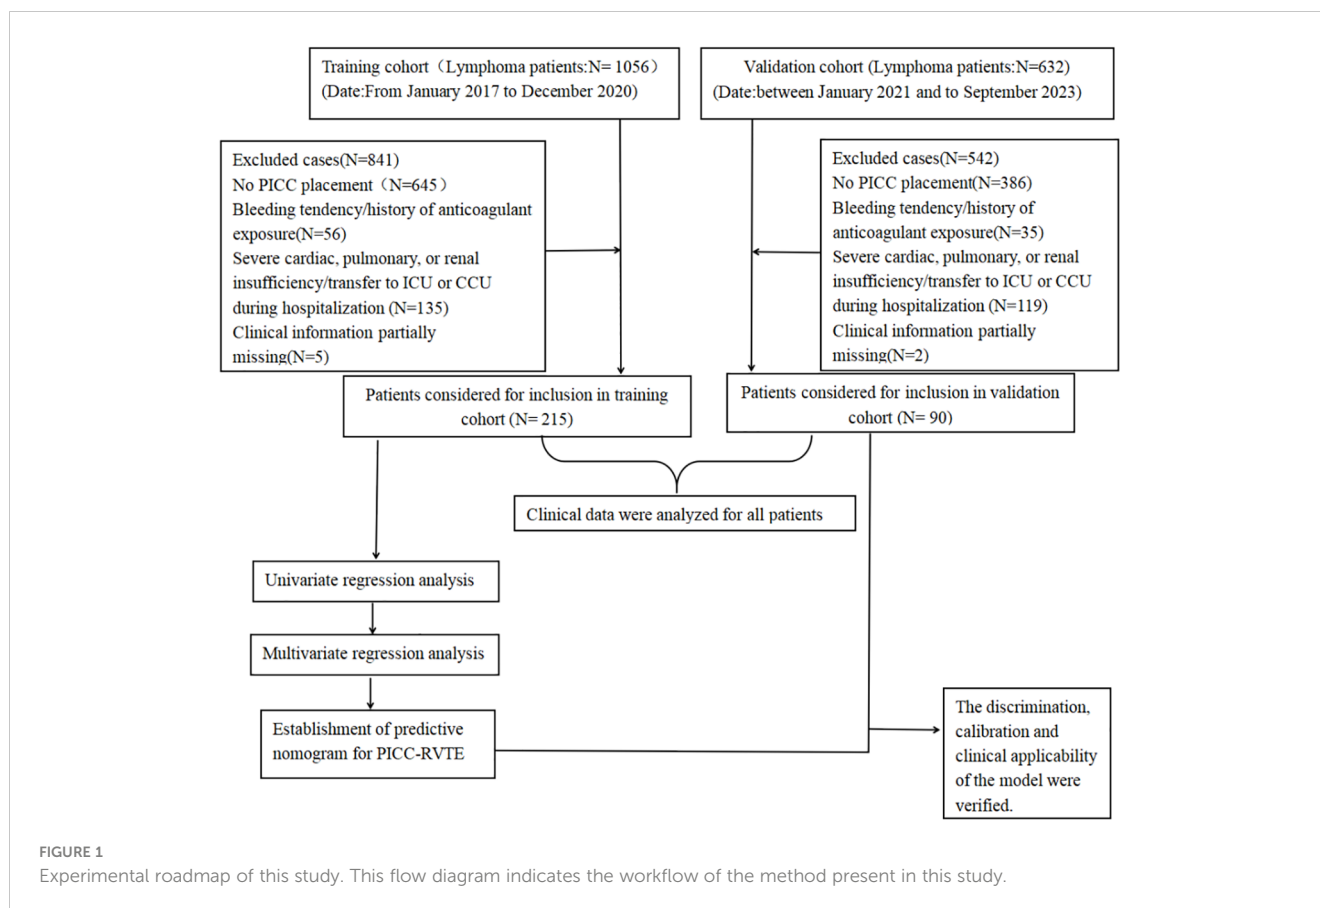 Training cohort（Lymphoma patients:N= 1056）
(Date:From January 2017 to December 2020)
Validation cohort (Lymphoma patients:N=632)
(Date:between January 2021 and to September 2023)
Excluded cases(N=841)
No PICC placement（N=645）
Bleeding tendency/history of anticoagulant
exposure(N=56)
Severe cardiac, pulmonary, or renal
insufficiency/transfer to ICU or CCU
during hospitalization (N=135)
Clinical information partially
missing(N=5)
Excluded cases(N=542)
No PICC placement(N=386)
Bleeding tendency/history of
anticoagulant exposure(N=35)
Severe cardiac, pulmonary, or renal
insufficiency/transfer to ICU or CCU
during hospitalization (N=119)
Clinical information partially
missing(N=2)
Patients considered for inclusion in training
cohort (N= 215)
Patients considered for inclusion in validation
cohort (N= 90)
Clinical data were analyzed for all patients
Univariate regression analysis
Multivariate regression analysis
Establishment of predictive
nomogram for PICC-RVTE
The discrimination,
calibration and
clinical applicability
of the model were
verified.
FIGURE 1
Experimental roadmap of this study. This flow diagram indicates the workflow of the method present in this study.